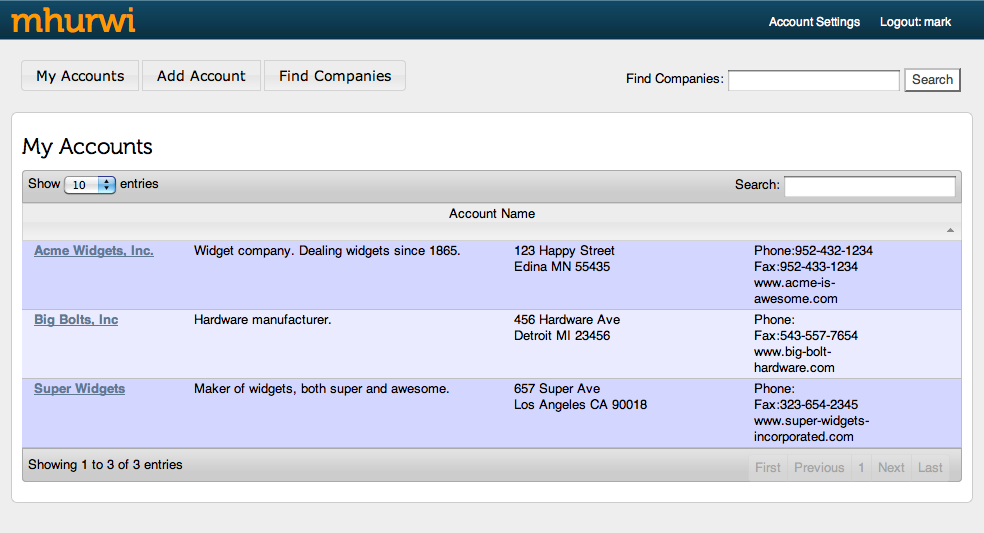 mhurwi
Account Settings Logout: mark
My Accounts Add Account Find Companies
Find Companies: Search
My Accounts
Show 10 entries Search:
Account Name
Acme Widgets, Inc. Widget company. Dealing widgets since 1865. 123 Happy Street Phone:952-432-1234
Edina MN 55435 Fax:952-433-1234
www.acme-is-
awesome.com
Big Bolts, Inc Hardware manufacturer. 456 Hardware Ave Phone:
Detroit MI 23456 Fax:543-557-7654
www.big-bolt-
hardware.com
Super Widgets Maker of widgets, both super and awesome. 657 Super Ave Phone:
Los Angeles CA 90018 Fax:323-654-2345
www.super-widgets-
incorporated.com
Showing 1 to 3 of 3 entries First Previous 1 Next Last